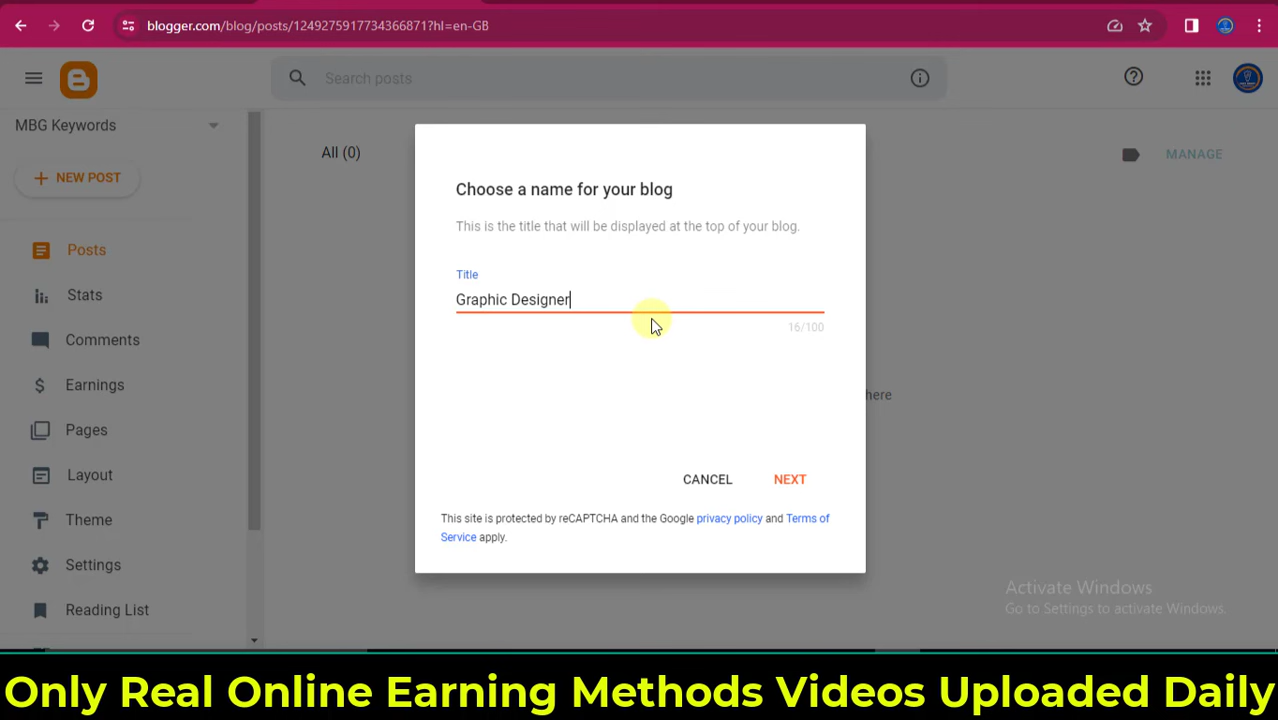 blogger.com/blog/posts/1249275917734366871?hl=en-GB
Search posts
MBG Keywords
NEW POST
All (0)
MANAGE
Posts
Stats
Comments
Earnings
Pages
Layout
Theme
Settings
Reading List
Choose a name for your blog
This is the title that will be displayed at the top of your blog.
Title
Graphic Designer
16/100
here
CANCEL
NEXT
This site is protected by reCAPTCHA and the Google privacy policy and Terms of
Service apply.
Activate Windows
Go to Settings to activate Windows.
Only Real Online Earning Methods Videos Uploaded Daily